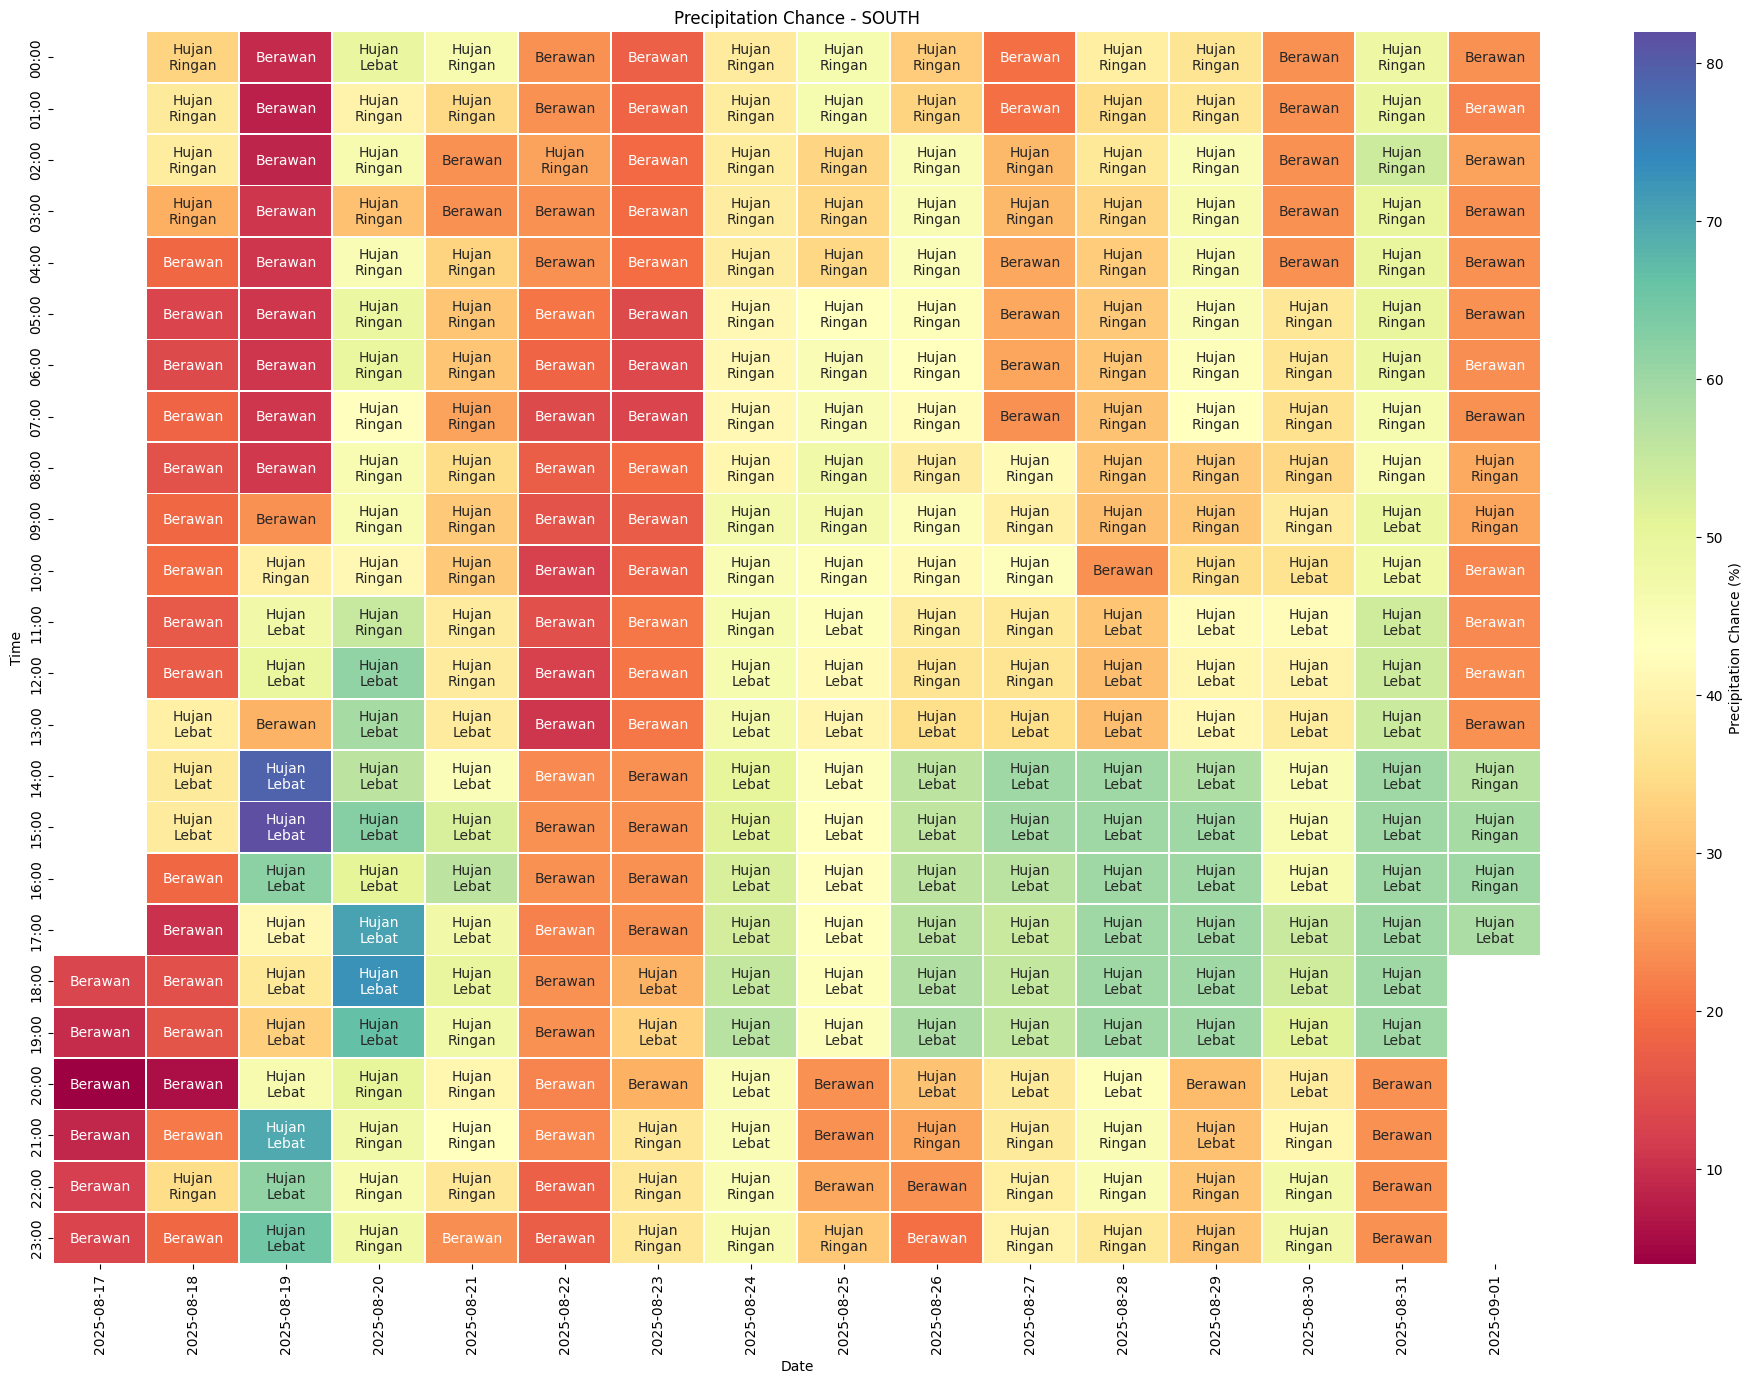 Precipitation Chance - SOUTH
00:00 Hujan Ringan Berawan Hujan Lebat Hujan Ringan Berawan Berawan Hujan Ringan Hujan Ringan Hujan Ringan Berawan Hujan Ringan Hujan Ringan Berawan Hujan Ringan Berawan
01:00 Hujan Ringan Berawan Hujan Ringan Hujan Ringan Berawan Berawan Hujan Ringan Hujan Ringan Hujan Ringan Berawan Hujan Ringan Hujan Ringan Berawan Hujan Ringan Berawan
02:00 Hujan Ringan Berawan Hujan Ringan Berawan Hujan Ringan Berawan Hujan Ringan Hujan Ringan Hujan Ringan Hujan Ringan Hujan Ringan Hujan Ringan Berawan Hujan Ringan Berawan
03:00 Hujan Ringan Berawan Hujan Ringan Berawan Berawan Berawan Hujan Ringan Hujan Ringan Hujan Ringan Hujan Ringan Hujan Ringan Hujan Ringan Berawan Hujan Ringan Berawan
04:00 Berawan Berawan Hujan Ringan Hujan Ringan Berawan Berawan Hujan Ringan Hujan Ringan Hujan Ringan Berawan Hujan Ringan Hujan Ringan Berawan Hujan Ringan Berawan
05:00 Berawan Berawan Hujan Ringan Hujan Ringan Berawan Berawan Hujan Ringan Hujan Ringan Hujan Ringan Berawan Hujan Ringan Hujan Ringan Hujan Ringan Hujan Ringan Berawan
06:00 Berawan Berawan Hujan Ringan Hujan Ringan Berawan Berawan Hujan Ringan Hujan Ringan Hujan Ringan Berawan Hujan Ringan Hujan Ringan Hujan Ringan Hujan Ringan Berawan
07:00 Berawan Berawan Hujan Ringan Hujan Ringan Berawan Berawan Hujan Ringan Hujan Ringan Hujan Ringan Berawan Hujan Ringan Hujan Ringan Hujan Ringan Hujan Ringan Berawan
08:00 Berawan Berawan Hujan Ringan Hujan Ringan Berawan Berawan Hujan Ringan Hujan Ringan Hujan Ringan Hujan Ringan Hujan Ringan Hujan Ringan Hujan Ringan Hujan Ringan Hujan Ringan
09:00 Berawan Berawan Hujan Ringan Hujan Ringan Berawan Berawan Hujan Ringan Hujan Ringan Hujan Ringan Hujan Ringan Hujan Ringan Hujan Ringan Hujan Ringan Hujan Lebat Hujan Ringan
10:00 Berawan Hujan Ringan Hujan Ringan Hujan Ringan Berawan Berawan Hujan Ringan Hujan Ringan Hujan Ringan Hujan Ringan Berawan Hujan Ringan Hujan Lebat Hujan Lebat Berawan
11:00 Berawan Hujan Lebat Hujan Ringan Hujan Ringan Berawan Berawan Hujan Ringan Hujan Lebat Hujan Ringan Hujan Ringan Hujan Lebat Hujan Lebat Hujan Lebat Hujan Lebat Berawan
12:00 Berawan Hujan Lebat Hujan Lebat Hujan Ringan Berawan Berawan Hujan Lebat Hujan Lebat Hujan Ringan Hujan Ringan Hujan Lebat Hujan Lebat Hujan Lebat Hujan Lebat Berawan
13:00 Hujan Lebat Berawan Hujan Lebat Hujan Lebat Berawan Berawan Hujan Lebat Hujan Lebat Hujan Lebat Hujan Lebat Hujan Lebat Hujan Lebat Hujan Lebat Hujan Lebat Berawan
14:00 Hujan Lebat Hujan Lebat Hujan Lebat Hujan Lebat Berawan Berawan Hujan Lebat Hujan Lebat Hujan Lebat Hujan Lebat Hujan Lebat Hujan Lebat Hujan Lebat Hujan Lebat Hujan Ringan
15:00 Hujan Lebat Hujan Lebat Hujan Lebat Hujan Lebat Berawan Berawan Hujan Lebat Hujan Lebat Hujan Lebat Hujan Lebat Hujan Lebat Hujan Lebat Hujan Lebat Hujan Lebat Hujan Ringan
16:00 Berawan Hujan Lebat Hujan Lebat Hujan Lebat Berawan Berawan Hujan Lebat Hujan Lebat Hujan Lebat Hujan Lebat Hujan Lebat Hujan Lebat Hujan Lebat Hujan Lebat Hujan Ringan
17:00 Berawan Hujan Lebat Hujan Lebat Hujan Lebat Berawan Berawan Hujan Lebat Hujan Lebat Hujan Lebat Hujan Lebat Hujan Lebat Hujan Lebat Hujan Lebat Hujan Lebat Hujan Lebat
18:00 Berawan Berawan Hujan Lebat Hujan Lebat Hujan Lebat Berawan Hujan Lebat Hujan Lebat Hujan Lebat Hujan Lebat Hujan Lebat Hujan Lebat Hujan Lebat Hujan Lebat Hujan Lebat
19:00 Berawan Berawan Hujan Lebat Hujan Lebat Hujan Ringan Berawan Hujan Lebat Hujan Lebat Hujan Lebat Hujan Lebat Hujan Lebat Hujan Lebat Hujan Lebat Hujan Lebat Hujan Lebat
20:00 Berawan Berawan Hujan Lebat Hujan Ringan Hujan Ringan Berawan Berawan Hujan Lebat Berawan Hujan Lebat Hujan Lebat Hujan Lebat Berawan Hujan Lebat Berawan
21:00 Berawan Berawan Hujan Lebat Hujan Ringan Hujan Ringan Berawan Hujan Ringan Hujan Lebat Berawan Hujan Ringan Hujan Ringan Hujan Ringan Hujan Lebat Hujan Ringan Berawan
22:00 Berawan Hujan Ringan Hujan Lebat Hujan Ringan Hujan Ringan Berawan Hujan Ringan Hujan Ringan Berawan Berawan Hujan Ringan Hujan Ringan Hujan Ringan Hujan Ringan Berawan
23:00 Berawan Berawan Hujan Lebat Hujan Ringan Berawan Berawan Hujan Ringan Hujan Ringan Hujan Ringan Berawan Hujan Ringan Hujan Ringan Hujan Ringan Hujan Ringan Berawan
Time
2025-08-17 2025-08-18 2025-08-19 2025-08-20 2025-08-21 2025-08-22 2025-08-23 2025-08-24 2025-08-25 2025-08-26 2025-08-27 2025-08-28 2025-08-29 2025-08-30 2025-08-31 2025-09-01
Date
80
70
60
50
40
30
20
10
Precipitation Chance (%)